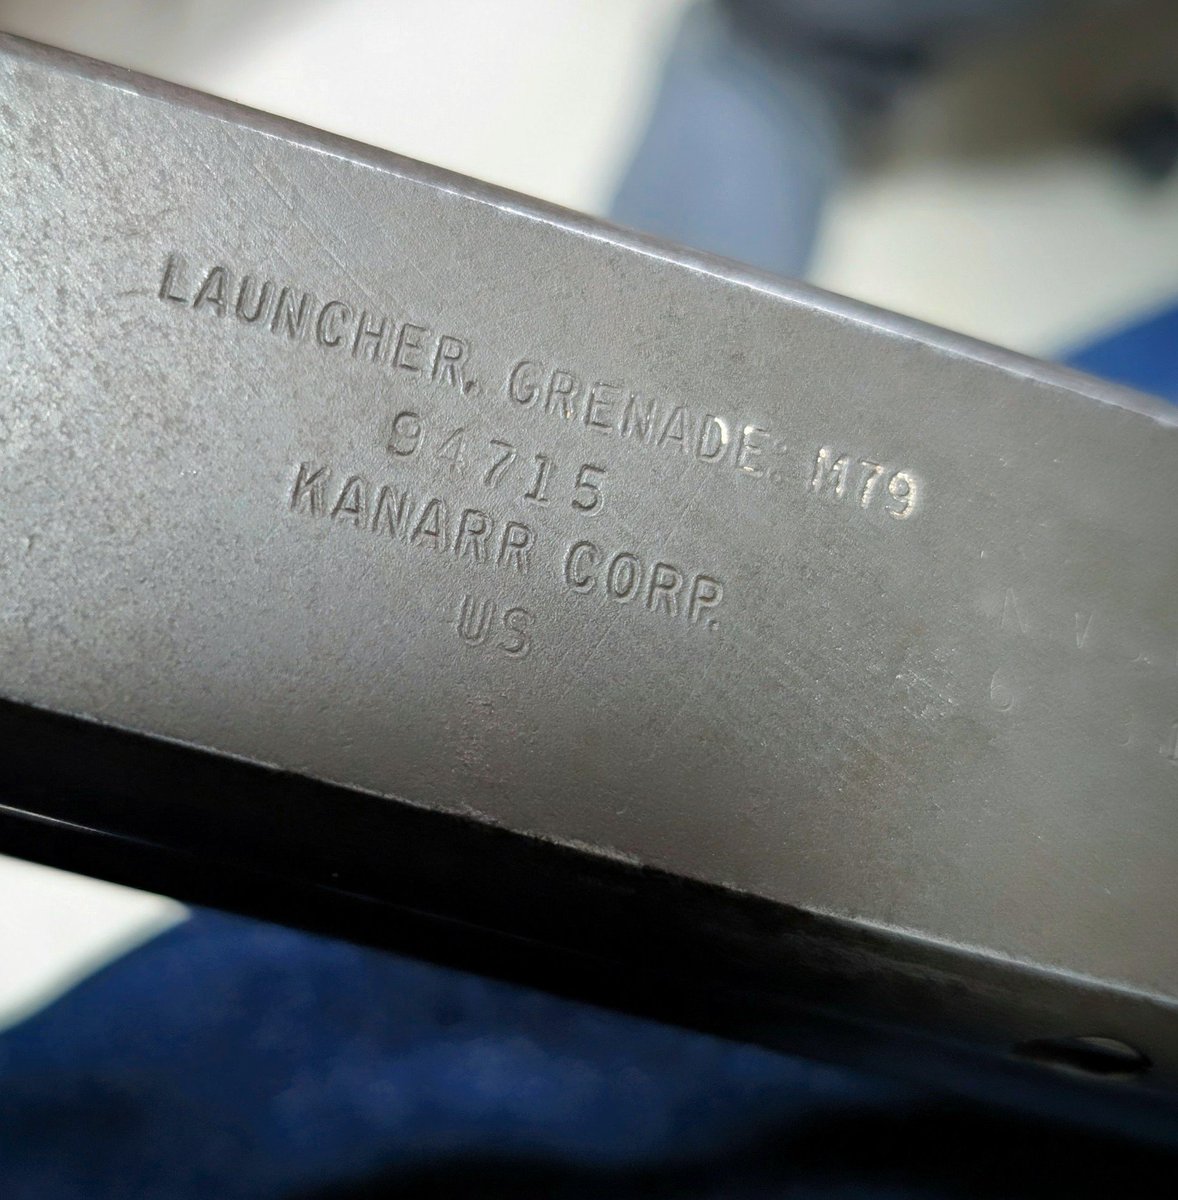 LAUNCHER, GRENADE: M79
94715
KANARR CORP.
US